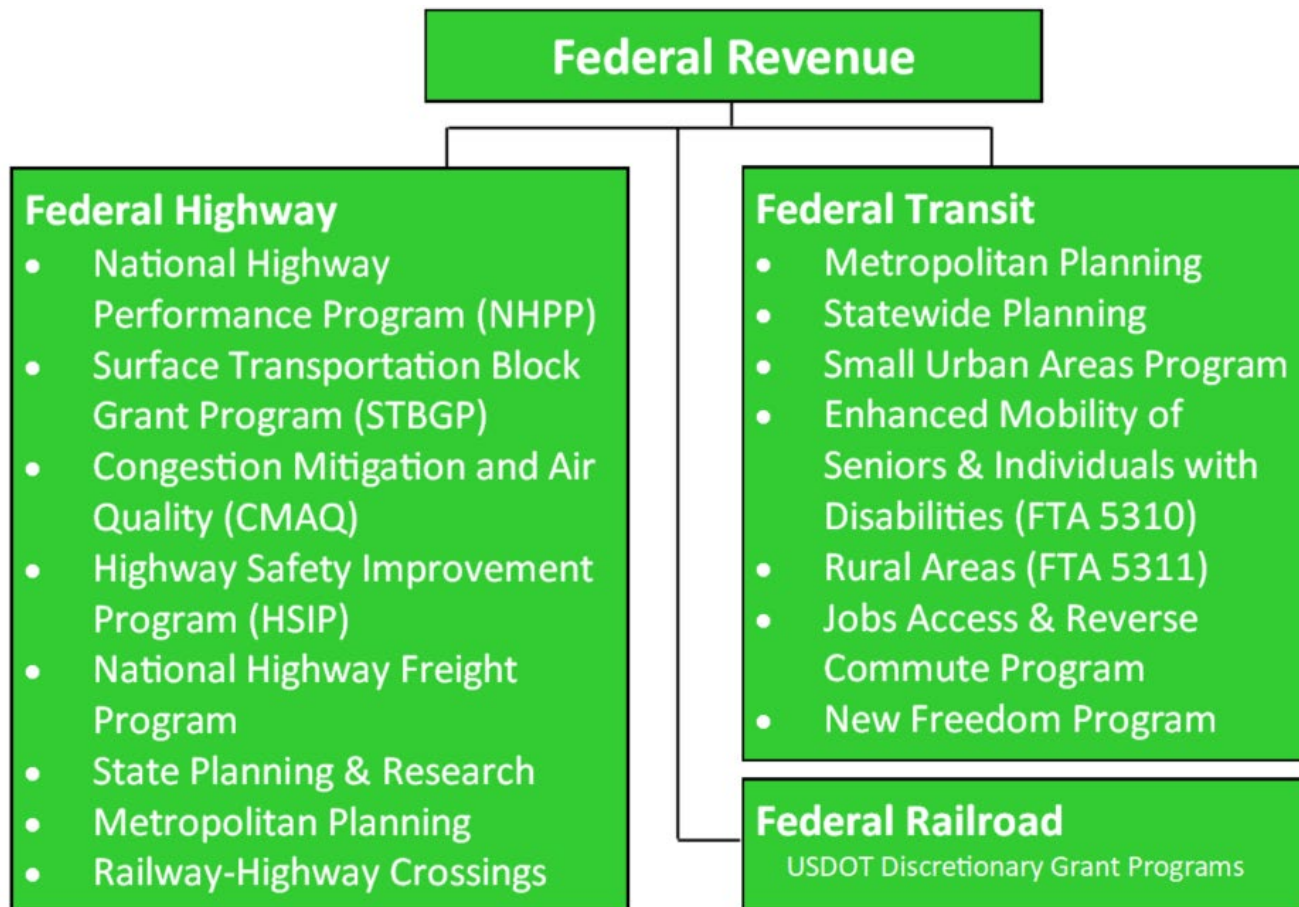 Federal Revenue
Federal Highway
• National Highway
Performance Program (NHPP)
• Surface Transportation Block
Grant Program (STBGP)
• Congestion Mitigation and Air
Quality (CMAQ)
• Highway Safety Improvement
Program (HSIP)
• National Highway Freight
Program
• State Planning & Research
• Metropolitan Planning
• Railway-Highway Crossings
Federal Transit
• Metropolitan Planning
• Statewide Planning
• Small Urban Areas Program
• Enhanced Mobility of
Seniors & Individuals with
Disabilities (FTA 5310)
• Rural Areas (FTA 5311)
• Jobs Access & Reverse
Commute Program
• New Freedom Program
Federal Railroad
USDOT Discretionary Grant Programs